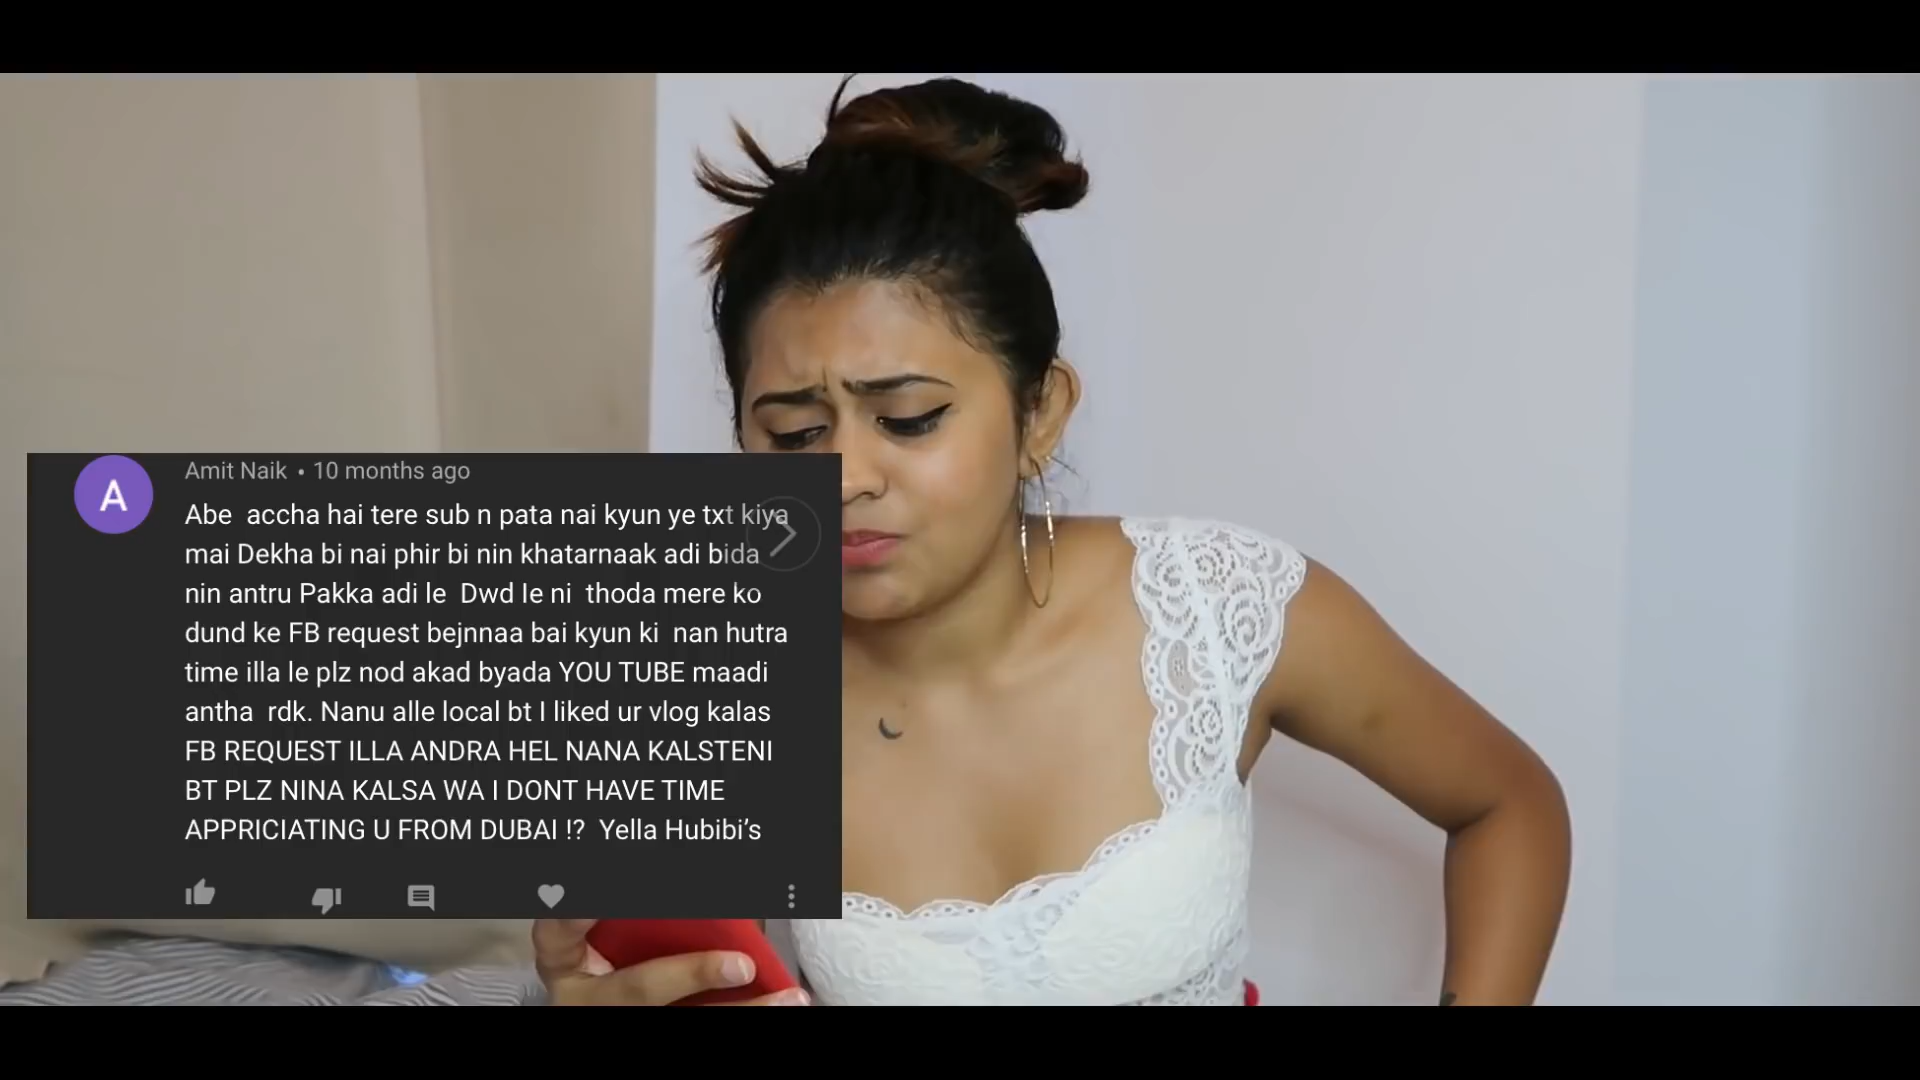 A
Amit Naik • 10 months ago
Abe accha hai tere sub n pata nai kyun ye txt kiya
mai Dekha bi nai phir bi nin khatarnaak adi bida
nin antru Pakka adi le Dwd le ni thoda mere ko
dund ke FB request bejnnaa bai kyun ki nan hutra
time illa le plz nod akad byada YOU TUBE maadi
antha rdk. Nanu alle local bt I liked ur vlog kalas
FB REQUEST ILLA ANDRA HEL NANA KALSTENI
BT PLZ NINA KALSA WA I DONT HAVE TIME
APPRICIATING U FROM DUBAI !? Yella Hubibi’s